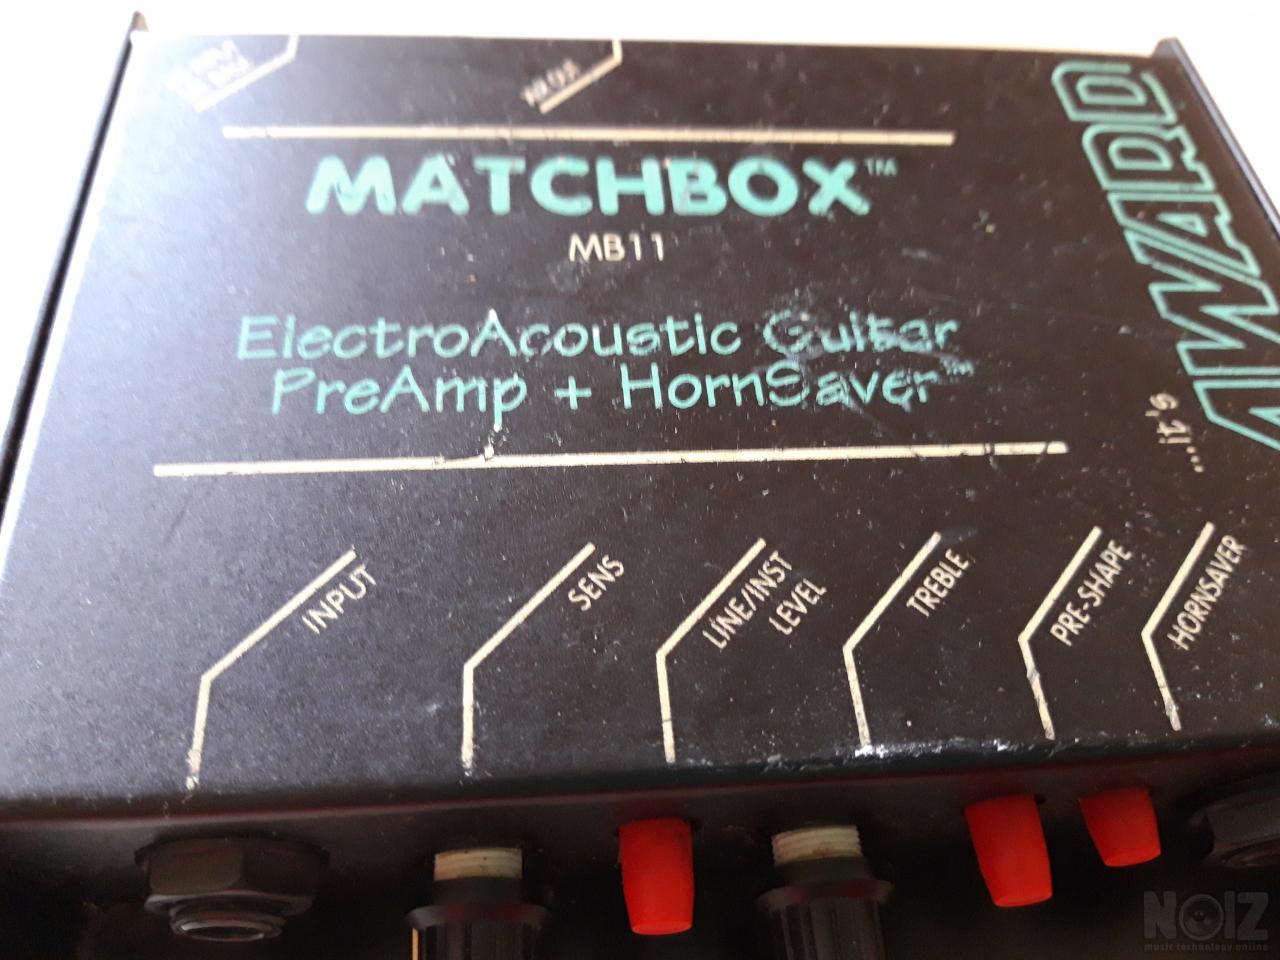 MATCHBOX™
MB11
ElectroAcoustic Guitar
PreAmp + HornSaver™
...it's
INPUT
SENS
LINE/INST
LEVEL
TREBLE
PRE-SHAPE
HORNSAVER
NOIZ
music technology online